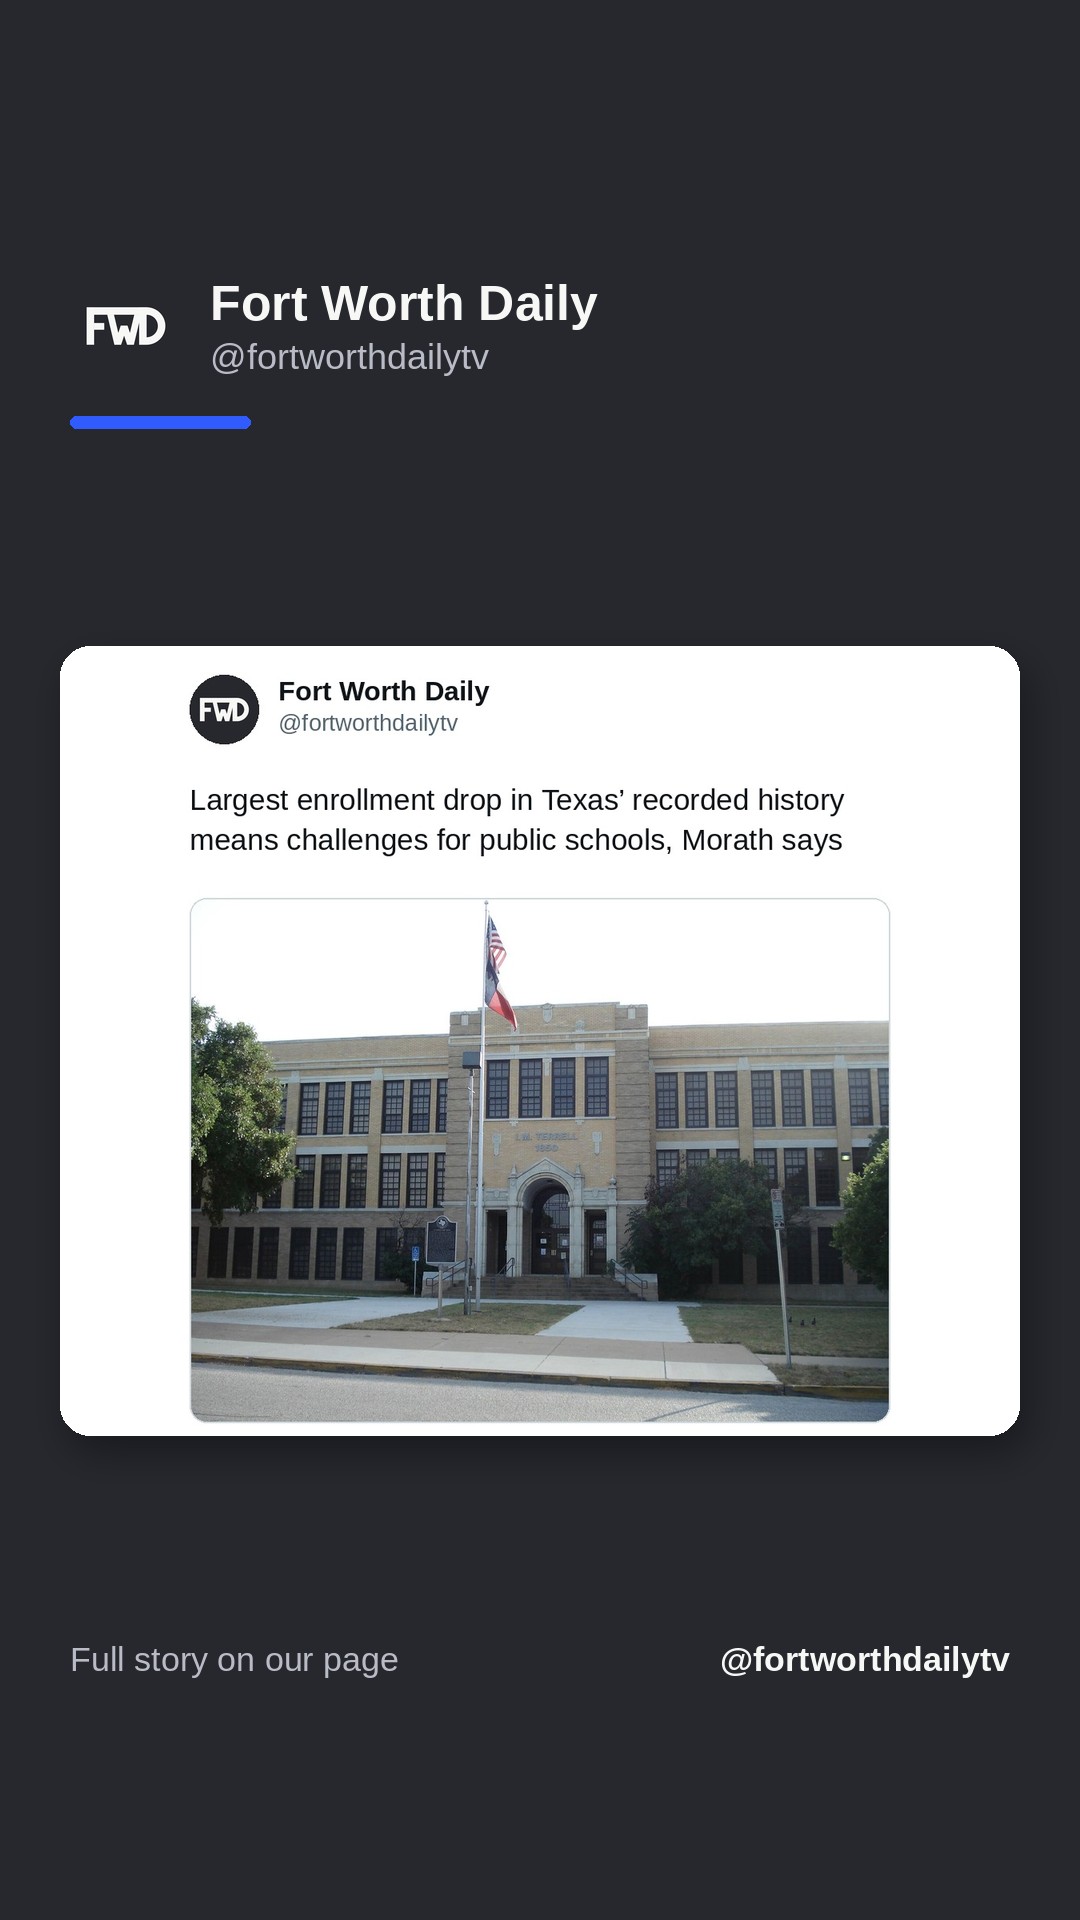 FWD
Fort Worth Daily
@fortworthdailytv
FWD
Fort Worth Daily
@fortworthdailytv
Largest enrollment drop in Texas’ recorded history
means challenges for public schools, Morath says
I.M. TERRELL
Full story on our page
@fortworthdailytv